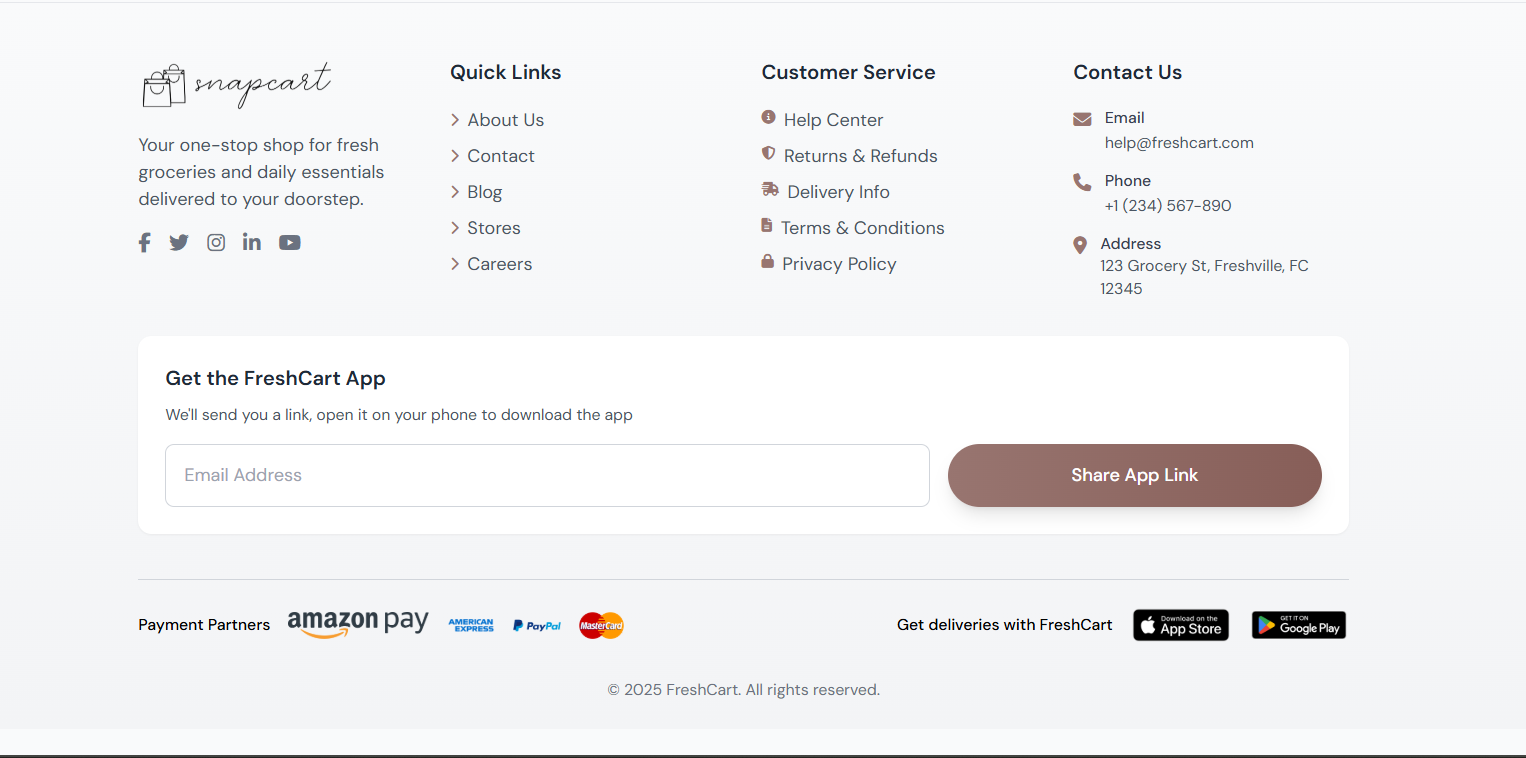 snapcart
Your one-stop shop for fresh
groceries and daily essentials
delivered to your doorstep.
Quick Links
About Us
Contact
Blog
Stores
Careers
Customer Service
Help Center
Returns & Refunds
Delivery Info
Terms & Conditions
Privacy Policy
Contact Us
Email
help@freshcart.com
Phone
+1 (234) 567-890
Address
123 Grocery St, Freshville, FC
12345
Get the FreshCart App
We'll send you a link, open it on your phone to download the app
Email Address
Share App Link
Payment Partners
amazon pay
AMERICAN
EXPRESS
PayPal
MasterCard
Get deliveries with FreshCart
Download on the
App Store
GET IT ON
Google Play
© 2025 FreshCart. All rights reserved.